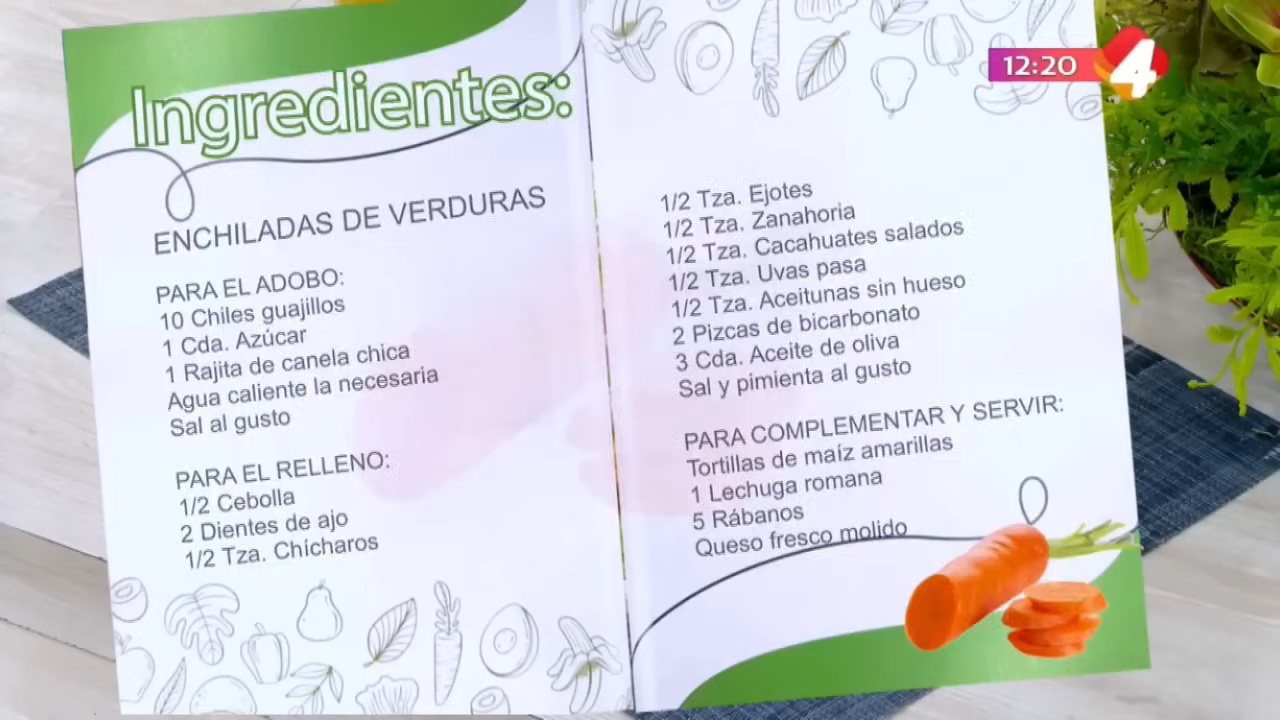 12:20
4
Ingredientes:
ENCHILADAS DE VERDURAS
PARA EL ADOBO:
10 Chiles guajillos
1 Cda. Azúcar
1 Rajita de canela chica
Agua caliente la necesaria
Sal al gusto
PARA EL RELLENO:
1/2 Cebolla
2 Dientes de ajo
1/2 Tza. Chícharos
1/2 Tza. Ejotes
1/2 Tza. Zanahoria
1/2 Tza. Cacahuates salados
1/2 Tza. Uvas pasa
1/2 Tza. Aceitunas sin hueso
2 Pizcas de bicarbonato
3 Cda. Aceite de oliva
Sal y pimienta al gusto
PARA COMPLEMENTAR Y SERVIR:
Tortillas de maíz amarillas
1 Lechuga romana
5 Rábanos
Queso fresco molido